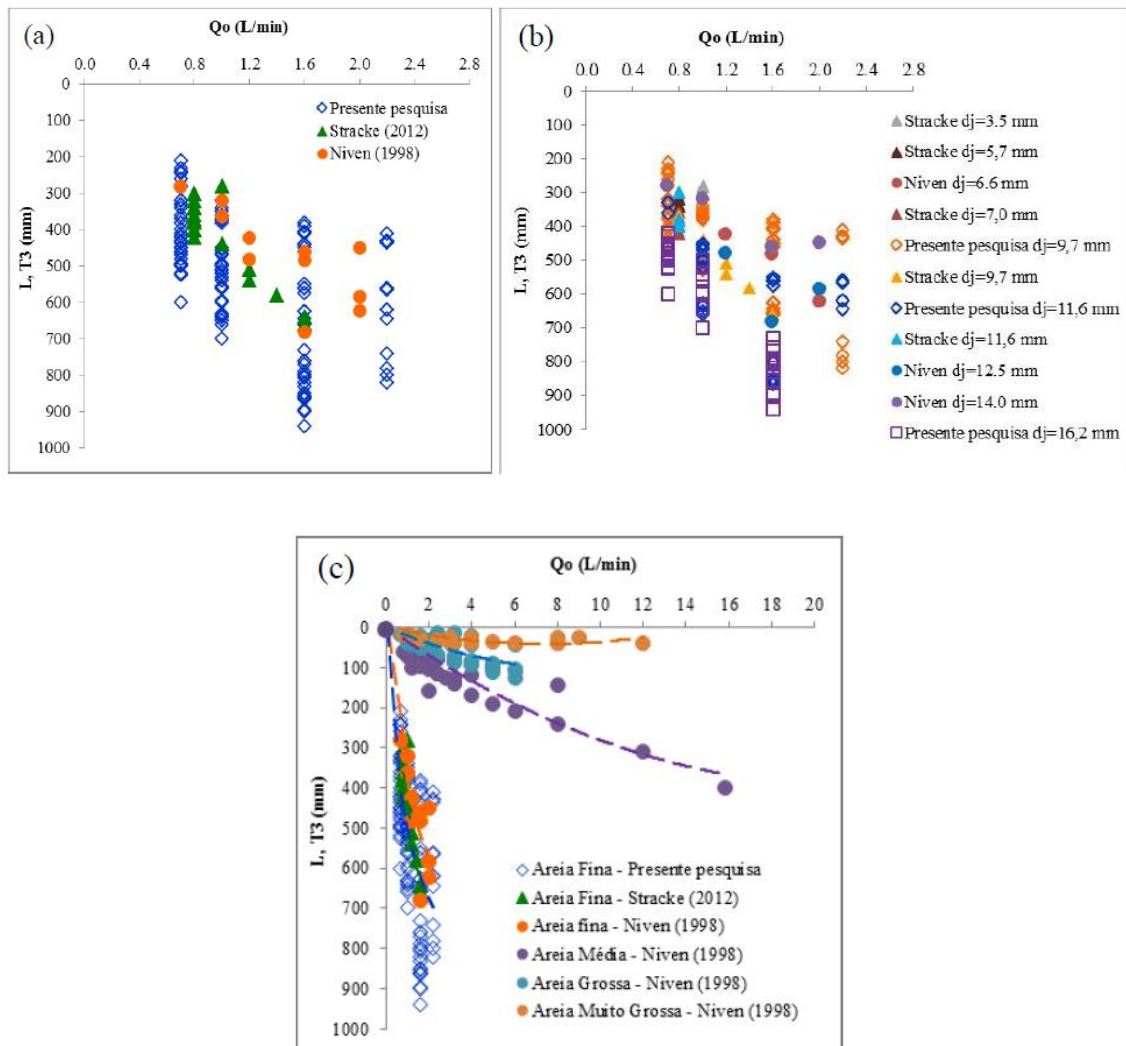 (a)
Qo (L/min)
0.0 0.4 0.8 1.2 1.6 2.0 2.4 2.8
0
100
200
300
400
500
600
700
800
900
1000
L, T3 (mm)
Presente pesquisa
Stracke (2012)
Niven (1998)
(b)
Qo (L/min)
0.0 0.4 0.8 1.2 1.6 2.0 2.4 2.8
0
100
200
300
400
500
600
700
800
900
1000
L, T3 (mm)
Stracke dj=3.5 mm
Stracke dj=5,7 mm
Niven dj=6.6 mm
Stracke dj=7,0 mm
Presente pesquisa dj=9,7 mm
Stracke dj=9,7 mm
Presente pesquisa dj=11,6 mm
Stracke dj=11,6 mm
Niven dj=12.5 mm
Niven dj=14.0 mm
Presente pesquisa dj=16,2 mm
(c)
Qo (L/min)
0 2 4 6 8 10 12 14 16 18 20
0
100
200
300
400
500
600
700
800
900
1000
L, T3 (mm)
Areia Fina - Presente pesquisa
Areia Fina - Stracke (2012)
Areia fina - Niven (1998)
Areia Média - Niven (1998)
Areia Grossa - Niven (1998)
Areia Muito Grossa - Niven (1998)